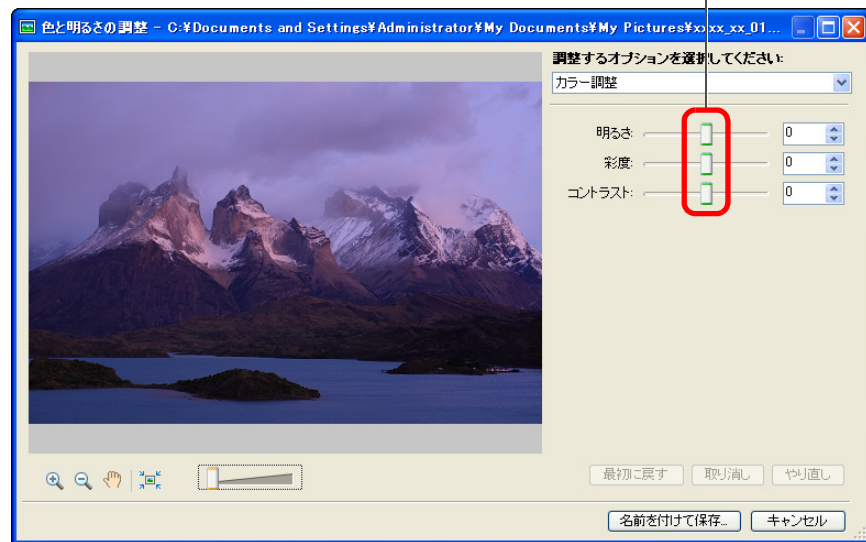 色と明るさの調整 - C:¥Documents and Settings¥Administrator¥My Documents¥My Pictures¥xxxx_xx_01...
調整するオプションを選択してください:
カラー調整
明るさ: 0
彩度: 0
コントラスト: 0
最初に戻す 取り消し やり直し
名前を付けて保存... キャンセル